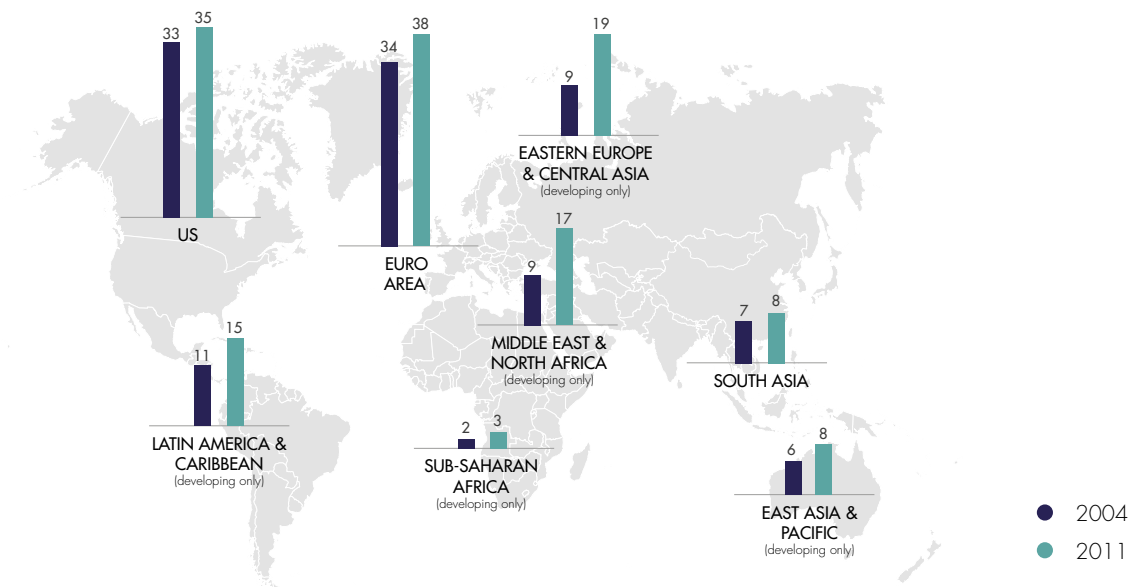 33
35
US
34
38
EURO
AREA
9
19
EASTERN EUROPE
& CENTRAL ASIA
(developing only)
9
17
MIDDLE EAST &
NORTH AFRICA
(developing only)
7
8
SOUTH ASIA
11
15
LATIN AMERICA &
CARIBBEAN
(developing only)
2
3
SUB-SAHARAN
AFRICA
(developing only)
6
8
EAST ASIA &
PACIFIC
(developing only)
2004
2011